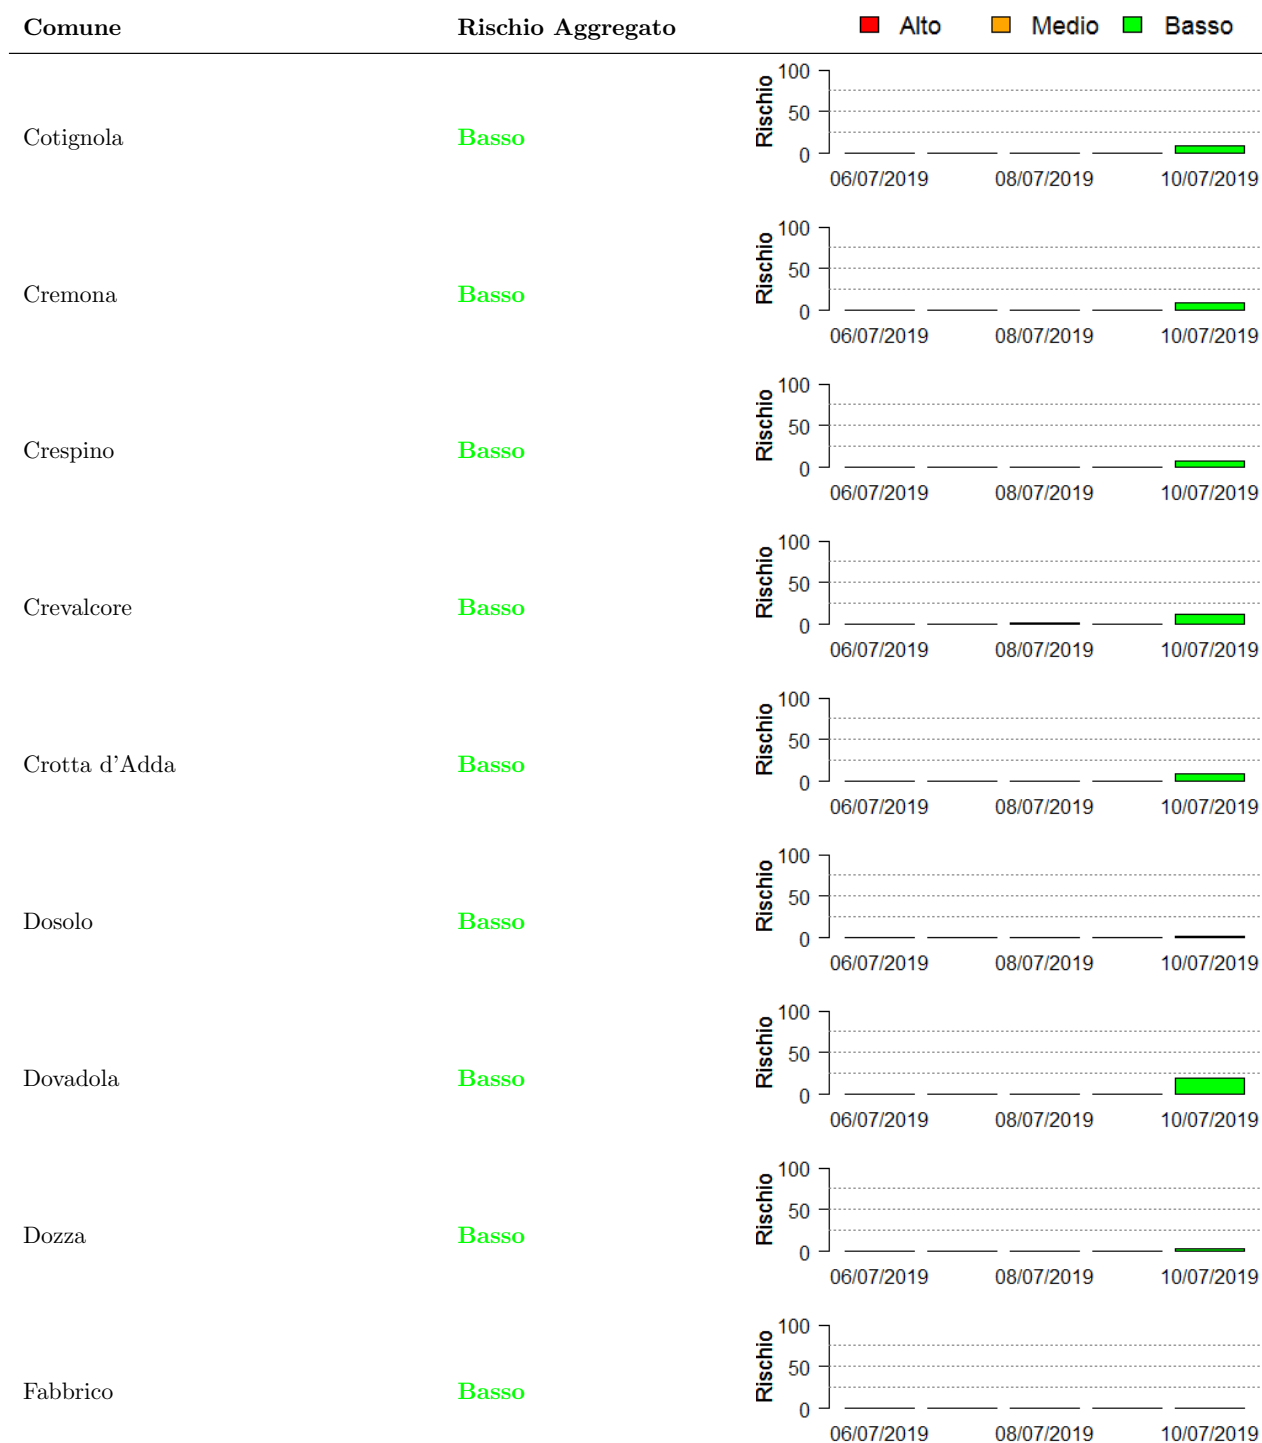 Comune Rischio Aggregato Alto Medio Basso
100
50
0
Rischio
Cotignola Basso
06/07/2019 08/07/2019 10/07/2019
100
50
0
Rischio
Cremona Basso
06/07/2019 08/07/2019 10/07/2019
100
50
0
Rischio
Crespino Basso
06/07/2019 08/07/2019 10/07/2019
100
50
0
Rischio
Crevalcore Basso
06/07/2019 08/07/2019 10/07/2019
100
50
0
Rischio
Crotta d'Adda Basso
06/07/2019 08/07/2019 10/07/2019
100
50
0
Rischio
Dosolo Basso
06/07/2019 08/07/2019 10/07/2019
100
50
0
Rischio
Dovadola Basso
06/07/2019 08/07/2019 10/07/2019
100
50
0
Rischio
Dozza Basso
06/07/2019 08/07/2019 10/07/2019
100
50
0
Rischio
Fabbrico Basso
06/07/2019 08/07/2019 10/07/2019